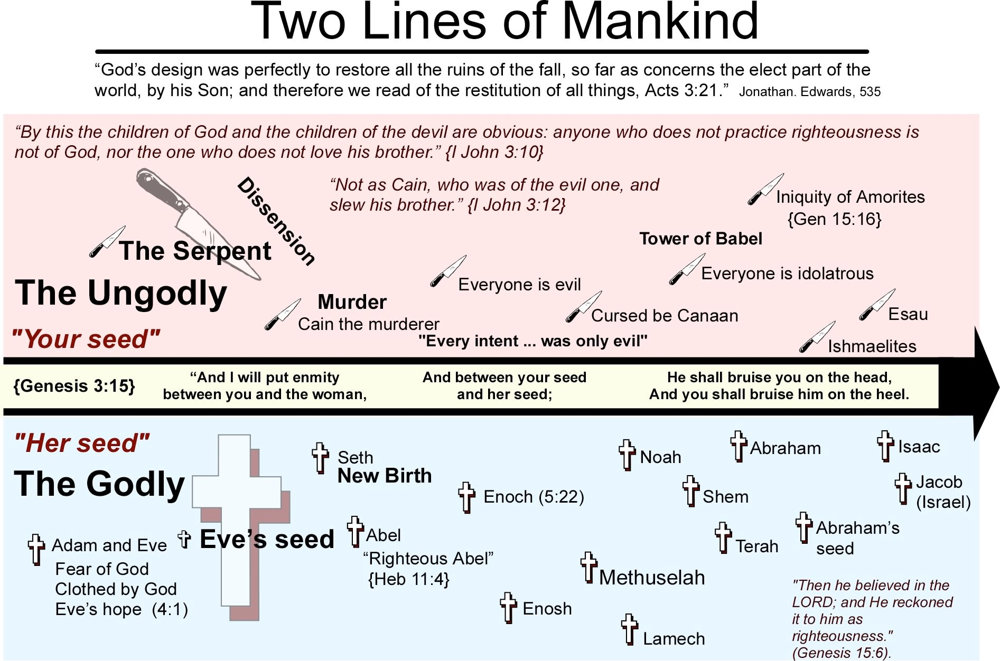 Two Lines of Mankind
“God’s design was perfectly to restore all the ruins of the fall, so far as concerns the elect part of the
world, by his Son; and therefore we read of the restitution of all things, Acts 3:21.” Jonathan. Edwards, 535
“By this the children of God and the children of the devil are obvious: anyone who does not practice righteousness is
not of God, nor the one who does not love his brother.” {I John 3:10}
Dissension
“Not as Cain, who was of the evil one, and
slew his brother.” {I John 3:12}
Iniquity of Amorites
{Gen 15:16}
Tower of Babel
The Serpent
Everyone is idolatrous
Everyone is evil
The Ungodly
Murder
Cain the murderer
Cursed be Canaan
Esau
"Your seed"
"Every intent ... was only evil"
Ishmaelites
{Genesis 3:15}
“And I will put enmity
between you and the woman,
And between your seed
and her seed;
He shall bruise you on the head,
And you shall bruise him on the heel.
"Her seed"
The Godly
Seth
New Birth
Noah
Abraham
Isaac
Enoch (5:22)
Shem
Jacob
(Israel)
Adam and Eve
Fear of God
Clothed by God
Eve’s hope (4:1)
Eve’s seed
Abel
“Righteous Abel”
{Heb 11:4}
Terah
Abraham’s
seed
Methuselah
Enosh
Lamech
"Then he believed in the
LORD; and He reckoned
it to him as
righteousness."
(Genesis 15:6).